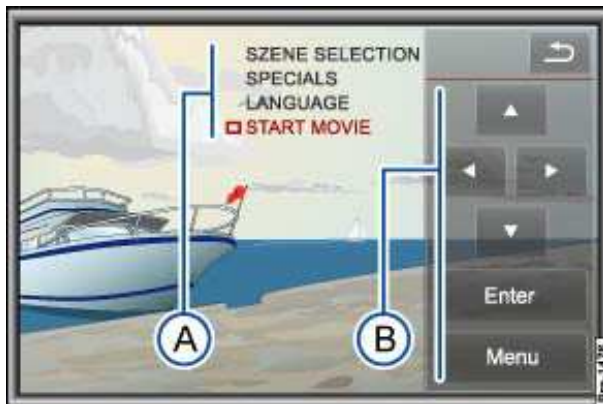 SZENE SELECTION
SPECIALS
LANGUAGE
START MOVIE
A
B
Enter
Menu